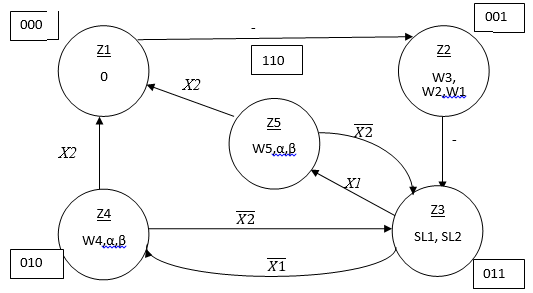 000
Z1
0
-
001
Z2
W3,
W2,W1
110
X2
Z5
W5,α,β
X̅2̅
-
X2
X1
Z4
W4,α,β
X̅2̅
Z3
SL1, SL2
010
X̅1̅
011